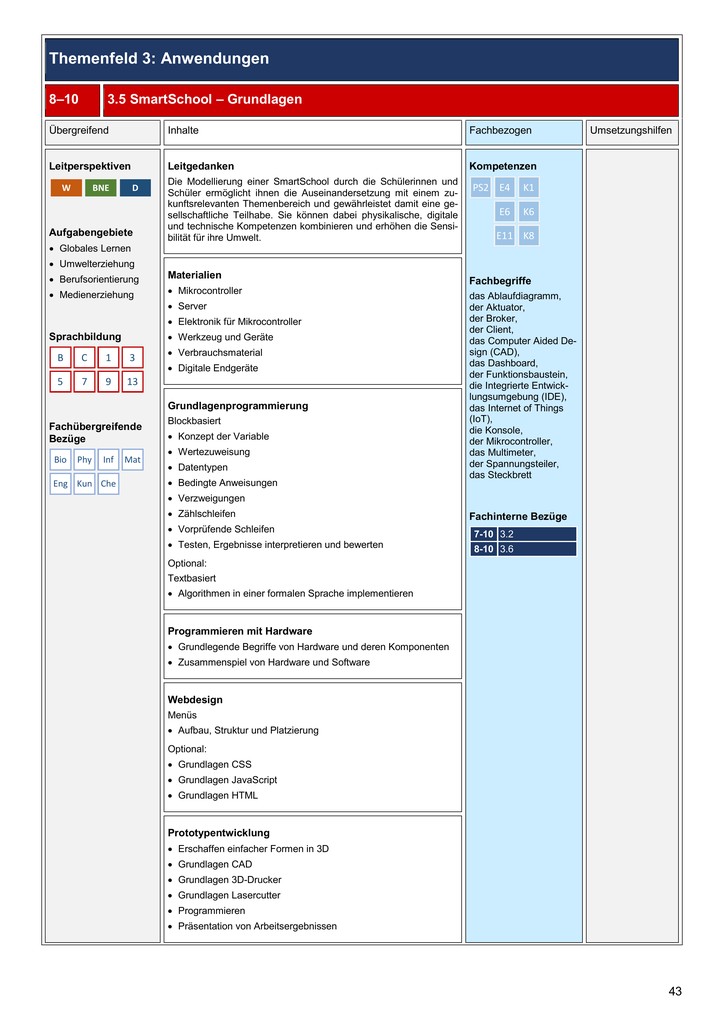 Themenfeld 3: Anwendungen
8–10 3.5 SmartSchool – Grundlagen
Übergreifend Inhalte Fachbezogen Umsetzungshilfen
Leitperspektiven
W BNE D
Aufgabengebiete
• Globales Lernen
• Umwelterziehung
• Berufsorientierung
• Medienerziehung
Sprachbildung
B C 1 3
5 7 9 13
Fachübergreifende
Bezüge
Bio Phy Inf Mat
Eng Kun Che
Leitgedanken
Die Modellierung einer SmartSchool durch die Schülerinnen und
Schüler ermöglicht ihnen die Auseinandersetzung mit einem zu-
kunftsrelevanten Themenbereich und gewährleistet damit eine ge-
sellschaftliche Teilhabe. Sie können dabei physikalische, digitale
und technische Kompetenzen kombinieren und erhöhen die Sensi-
bilität für ihre Umwelt.
Materialien
• Mikrocontroller
• Server
• Elektronik für Mikrocontroller
• Werkzeug und Geräte
• Verbrauchsmaterial
• Digitale Endgeräte
Grundlagenprogrammierung
Blockbasiert
• Konzept der Variable
• Wertezuweisung
• Datentypen
• Bedingte Anweisungen
• Verzweigungen
• Zählschleifen
• Vorprüfende Schleifen
• Testen, Ergebnisse interpretieren und bewerten
Optional:
Textbasiert
• Algorithmen in einer formalen Sprache implementieren
Programmieren mit Hardware
• Grundlegende Begriffe von Hardware und deren Komponenten
• Zusammenspiel von Hardware und Software
Webdesign
Menüs
• Aufbau, Struktur und Platzierung
Optional:
• Grundlagen CSS
• Grundlagen JavaScript
• Grundlagen HTML
Prototypentwicklung
• Erschaffen einfacher Formen in 3D
• Grundlagen CAD
• Grundlagen 3D-Drucker
• Grundlagen Lasercutter
• Programmieren
• Präsentation von Arbeitsergebnissen
Kompetenzen
PS2 E4 K1
E6 K6
E11 K8
Fachbegriffe
das Ablaufdiagramm,
der Aktuator,
der Broker,
der Client,
das Computer Aided De-
sign (CAD),
das Dashboard,
der Funktionsbaustein,
die Integrierte Entwick-
lungsumgebung (IDE),
das Internet of Things
(IoT),
die Konsole,
der Mikrocontroller,
das Multimeter,
der Spannungsteiler,
das Steckbrett
Fachinterne Bezüge
7-10 3.2
8-10 3.6
43